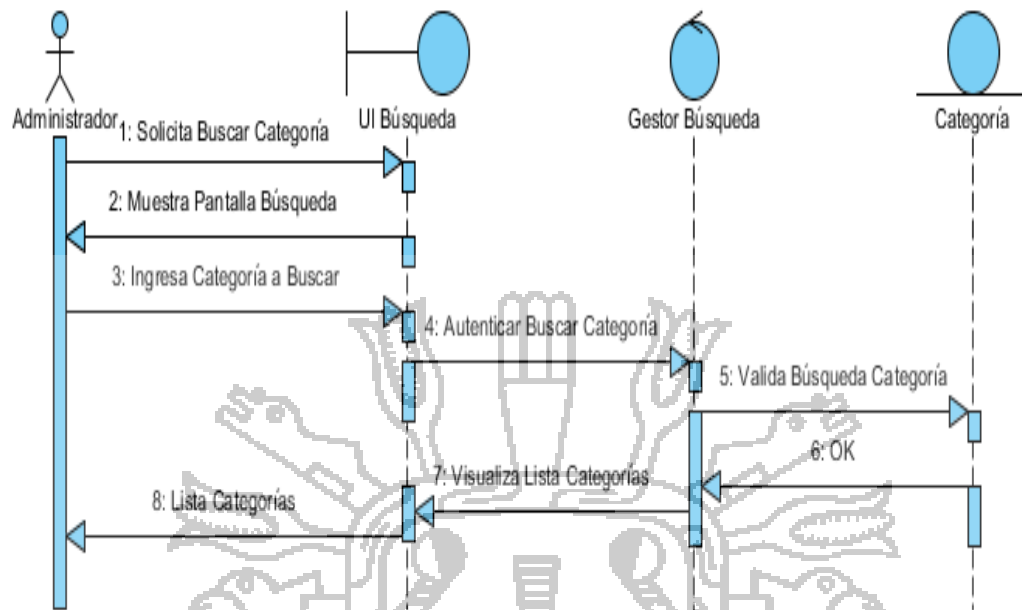 Administrador
UI Búsqueda
Gestor Búsqueda
Categoría
1: Solicita Buscar Categoría
2: Muestra Pantalla Búsqueda
3: Ingresa Categoría a Buscar
4: Autenticar Buscar Categoría
5: Valida Búsqueda Categoría
6: OK
7: Visualiza Lista Categorías
8: Lista Categorías